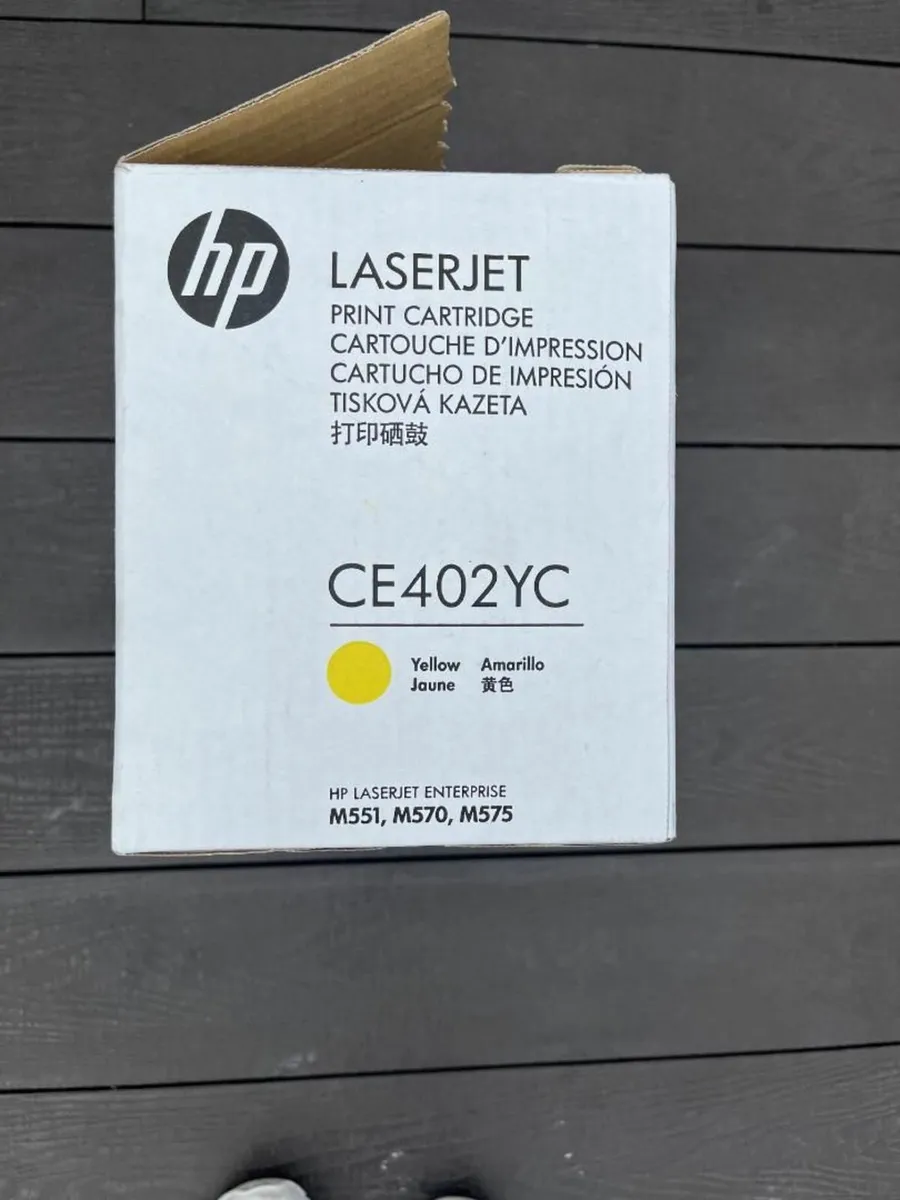 hp
LASERJET
PRINT CARTRIDGE
CARTOUCHE D'IMPRESSION
CARTUCHO DE IMPRESIÓN
TISKOVÁ KAZETA
打印硒鼓
CE402YC
Yellow Amarillo
Jaune 黄色
HP LASERJET ENTERPRISE
M551, M570, M575